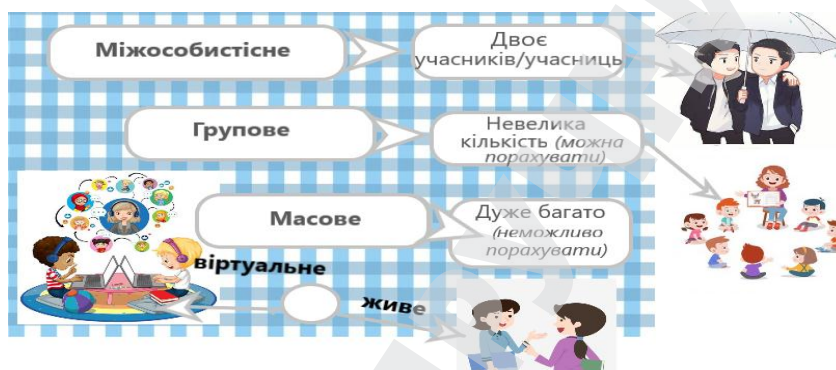 Міжособистісне
Двоє
учасників/учасниць
Групове
Невелика
кількість (можна
порахувати)
Масове
Дуже багато
(неможливо
порахувати)
віртуальне
живе